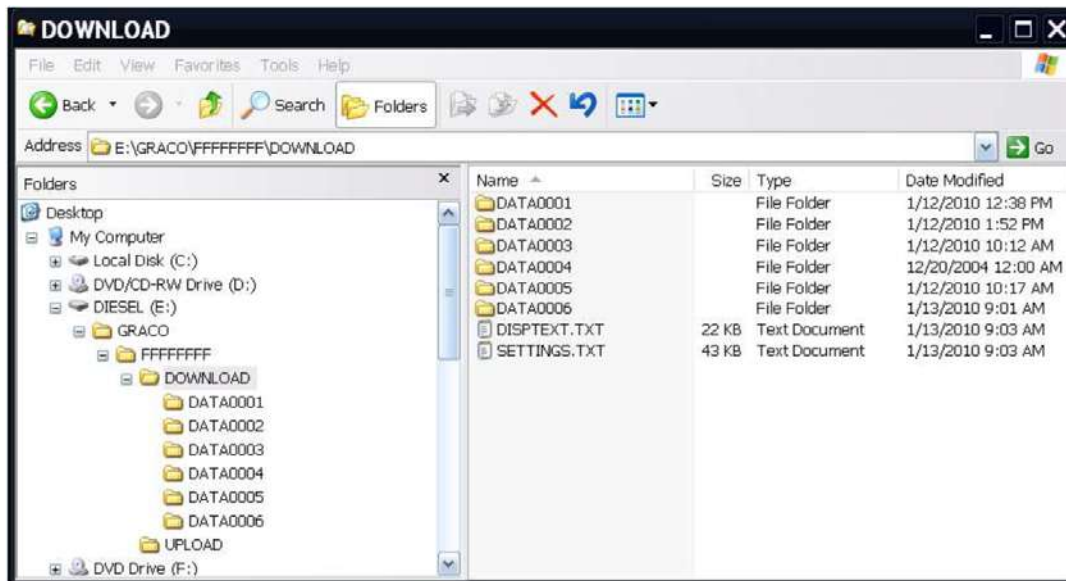 DOWNLOAD
File Edit View Favorites Tools Help
Back Search Folders
Address E:\GRACO\FFFFFFFF\DOWNLOAD Go
Folders x
Desktop
My Computer
Local Disk (C:)
DVD/CD-RW Drive (D:)
DIESEL (E:)
GRACO
FFFFFFFF
DOWNLOAD
DATA0001
DATA0002
DATA0003
DATA0004
DATA0005
DATA0006
UPLOAD
DVD Drive (F:)
Name Size Type Date Modified
DATA0001 File Folder 1/12/2010 12:38 PM
DATA0002 File Folder 1/12/2010 1:52 PM
DATA0003 File Folder 1/12/2010 10:12 AM
DATA0004 File Folder 12/20/2004 12:00 AM
DATA0005 File Folder 1/12/2010 10:17 AM
DATA0006 File Folder 1/13/2010 9:01 AM
DISPTEXT.TXT 22 KB Text Document 1/13/2010 9:03 AM
SETTINGS.TXT 43 KB Text Document 1/13/2010 9:03 AM